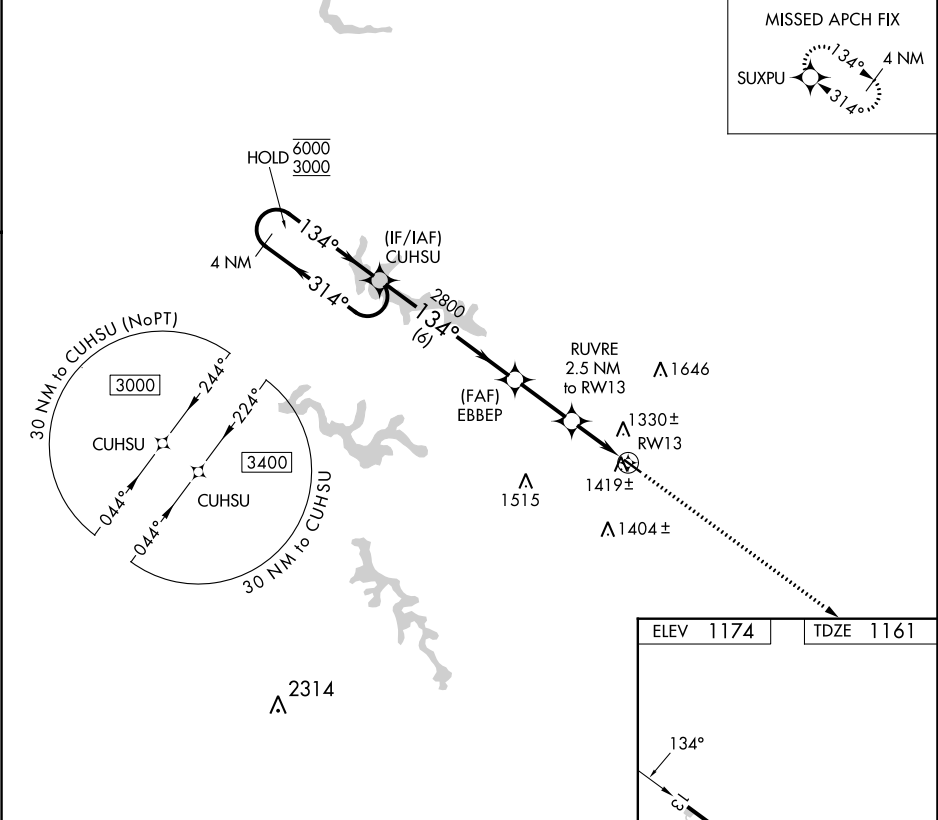 MISSED APCH FIX
134°
4 NM
SUXPU
314°
HOLD 6000
3000
134°
(IF/IAF)
CUHSU
4 NM
314°
2800
134°
(6)
30 NM to CUHSU (NoPT)
3000
244°
CUHSU
044°
224°
3400
CUHSU
044°
30 NM to CUHSU
RUVRE
2.5 NM
to RW13
1646
(FAF)
EBBEP
1330±
RW13
1419±
1515
1404±
2314
ELEV 1174
TDZE 1161
134°
13